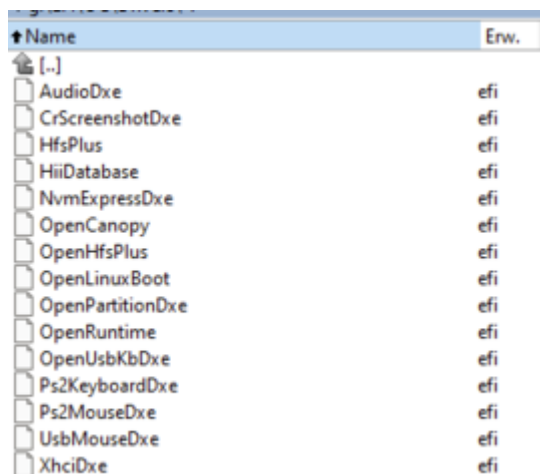 Name Erw.
[..]
AudioDxe efi
CrScreenshotDxe efi
HfsPlus efi
HiiDatabase efi
NvmExpressDxe efi
OpenCanopy efi
OpenHfsPlus efi
OpenLinuxBoot efi
OpenPartitionDxe efi
OpenRuntime efi
OpenUsbKbDxe efi
Ps2KeyboardDxe efi
Ps2MouseDxe efi
UsbMouseDxe efi
XhciDxe efi